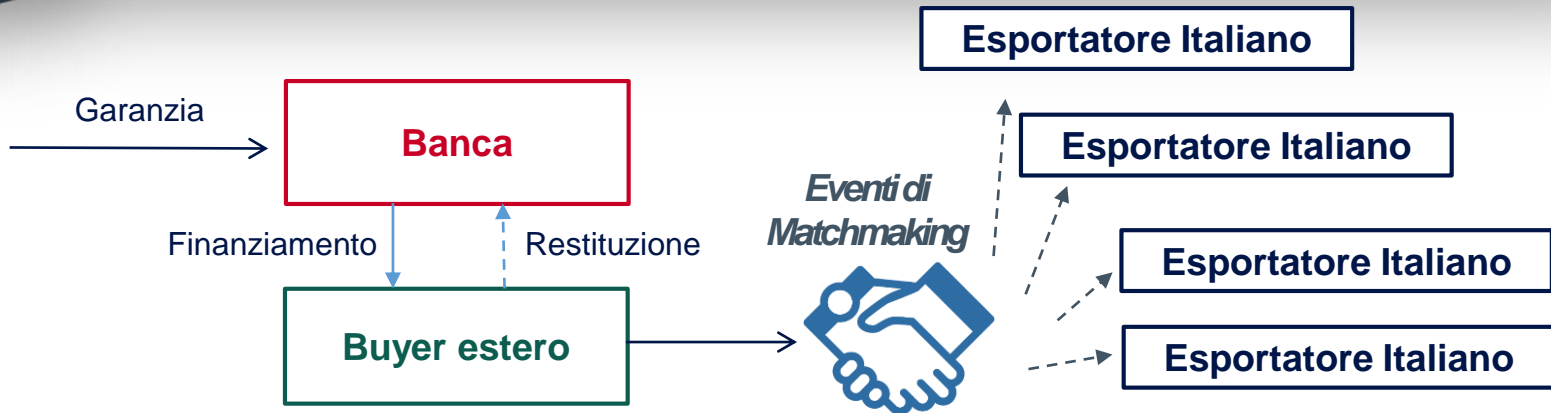 Esportatore Italiano
Garanzia
Banca
Esportatore Italiano
Eventi di
Matchmaking
Finanziamento
Restituzione
Esportatore Italiano
Buyer estero
Esportatore Italiano